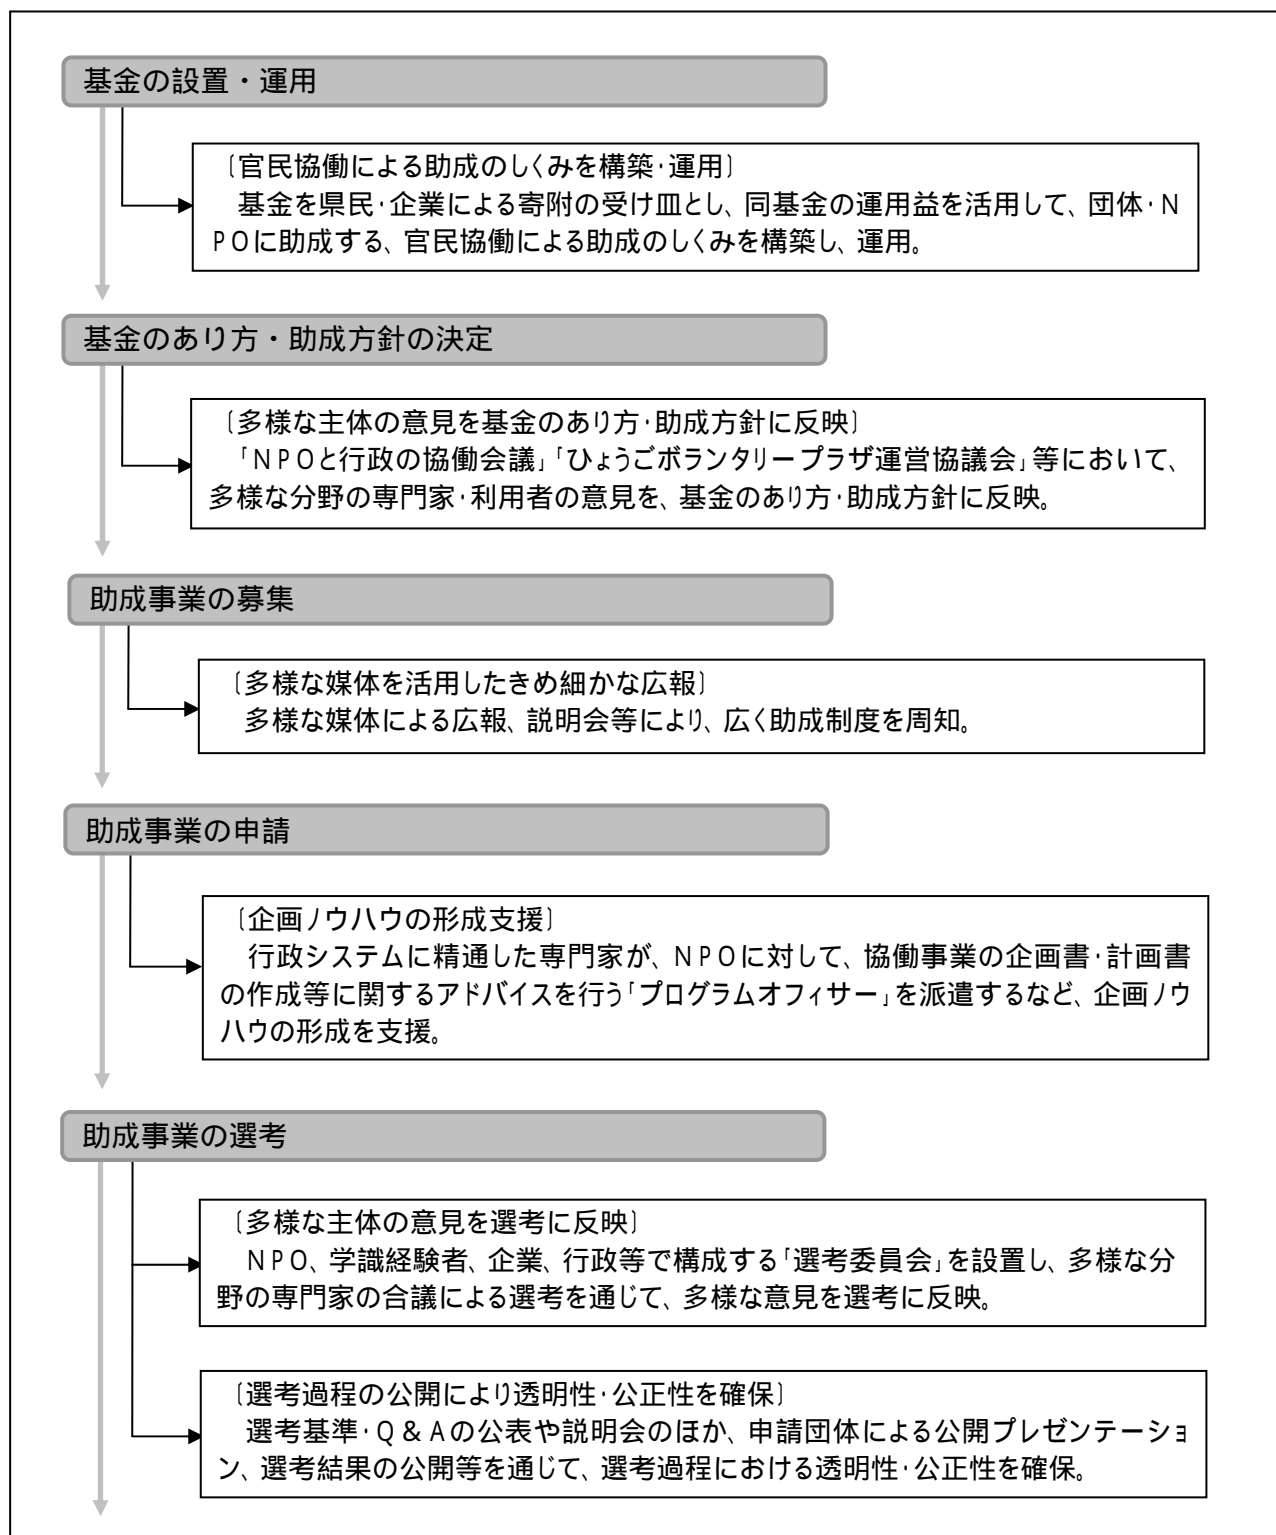 基金の設置・運用
〔官民協働による助成のしくみを構築・運用〕
基金を県民・企業による寄附の受け皿とし、同基金の運用益を活用して、団体・N
POに助成する、官民協働による助成のしくみを構築し、運用。
基金のあり方・助成方針の決定
〔多様な主体の意見を基金のあり方・助成方針に反映〕
「NPOと行政の協働会議」「ひょうごボランタリープラザ運営協議会」等において、
多様な分野の専門家・利用者の意見を、基金のあり方・助成方針に反映。
助成事業の募集
〔多様な媒体を活用したきめ細かな広報〕
多様な媒体による広報、説明会等により、広く助成制度を周知。
助成事業の申請
〔企画ノウハウの形成支援〕
行政システムに精通した専門家が、NPOに対して、協働事業の企画書・計画書
の作成等に関するアドバイスを行う「プログラムオフィサー」を派遣するなど、企画ノウ
ハウの形成を支援。
助成事業の選考
〔多様な主体の意見を選考に反映〕
NPO、学識経験者、企業、行政等で構成する「選考委員会」を設置し、多様な分
野の専門家の合議による選考を通じて、多様な意見を選考に反映。
〔選考過程の公開により透明性・公正性を確保〕
選考基準・Q&Aの公表や説明会のほか、申請団体による公開プレゼンテーショ
ン、選考結果の公開等を通じて、選考過程における透明性・公正性を確保。